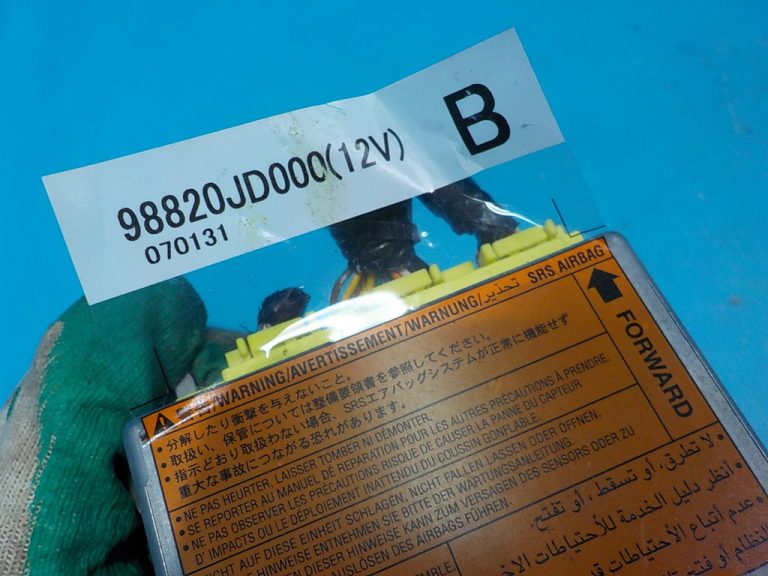 98820JD000(12V) B
070131
警告/WARNING/AVERTISSEMENT/WARNUNG/تحذير SRS AIRBAG
FORWARD
・分解したり衝撃を与えないこと。
・取扱い、保管については整備要領書を参照してください。
・指示どおり取扱わない場合、SRSエアバッグシステムが正常に機能せず
重大な事故につながる恐れがあります。
• NE PAS HEURTER, LAISSER TOMBER NI DÉMONTER.
• SE REPORTER AU MANUEL DE RÉPARATION POUR LES AUTRES PRÉCAUTIONS À PRENDRE.
• NE PAS OBSERVER LES PRÉCAUTIONS RISQUE DE CAUSER LA PANNE DU CAPTEUR
D' IMPACTS OU LE DÉPLOIEMENT INATTENDU DU COUSSIN GONFLABLE
NICHT AUF DIESE EINHEIT SCHLAGEN, NICHT FALLEN LASSEN ODER ÖFFNEN.
HINWEISE ENTNEHMEN SIE BITTE DER WARTUNGSANLEITUNG
HINWEISE KANN ZUM VERSAGEN DES SENSORS ODER ZU
AUSLÖSEN DES AIRBAGS FÜHREN.
• لا تطرق، أو تسقط، أو تفتح.
• انظر دليل الخدمة للاحتياطات
• عدم اتباع الاحتياطات قد